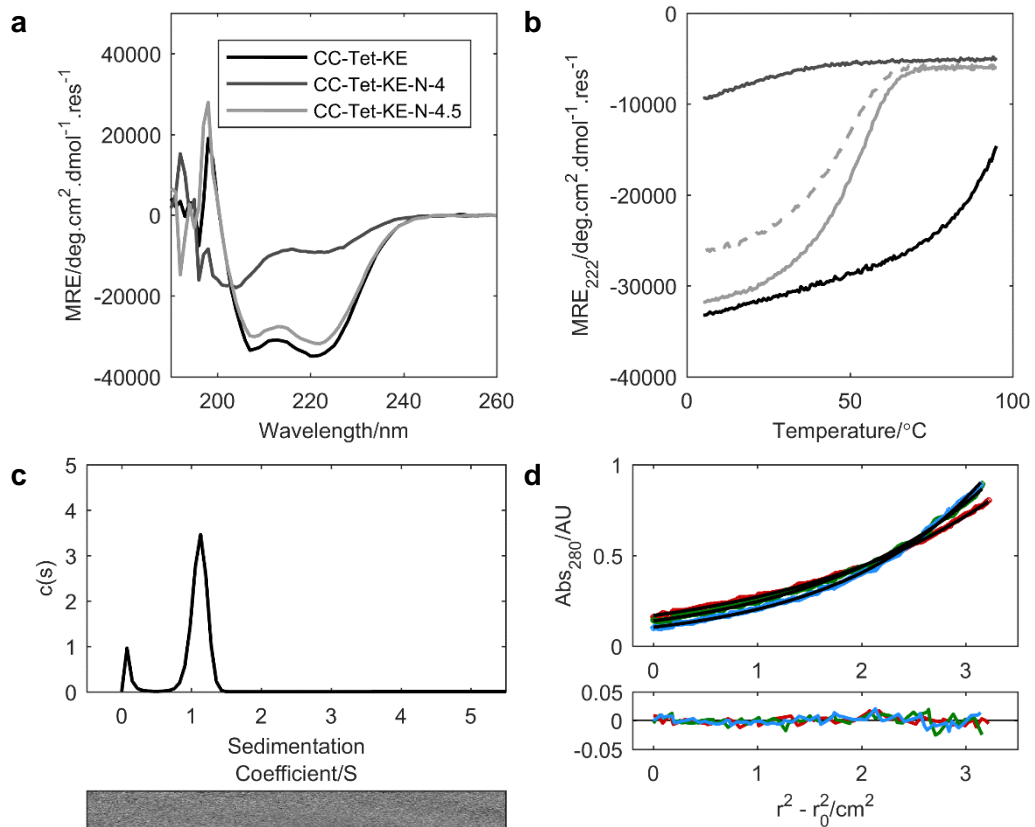 a
MRE/deg.cm².dmol⁻¹.res⁻¹
40000
20000
0
-20000
-40000
CC-Tet-KE
CC-Tet-KE-N-4
CC-Tet-KE-N-4.5
200 220 240 260
Wavelength/nm
b
MRE₂₂₂/deg.cm².dmol⁻¹.res⁻¹
0
-10000
-20000
-30000
-40000
0 50 100
Temperature/°C
c
c(s)
5
4
3
2
1
0
0 1 2 3 4 5
Sedimentation
Coefficient/S
d
Abs₂₈₀/AU
1
0.5
0
0 1 2 3
0.05
0
-0.05
0 1 2 3
r² - r₀²/cm²